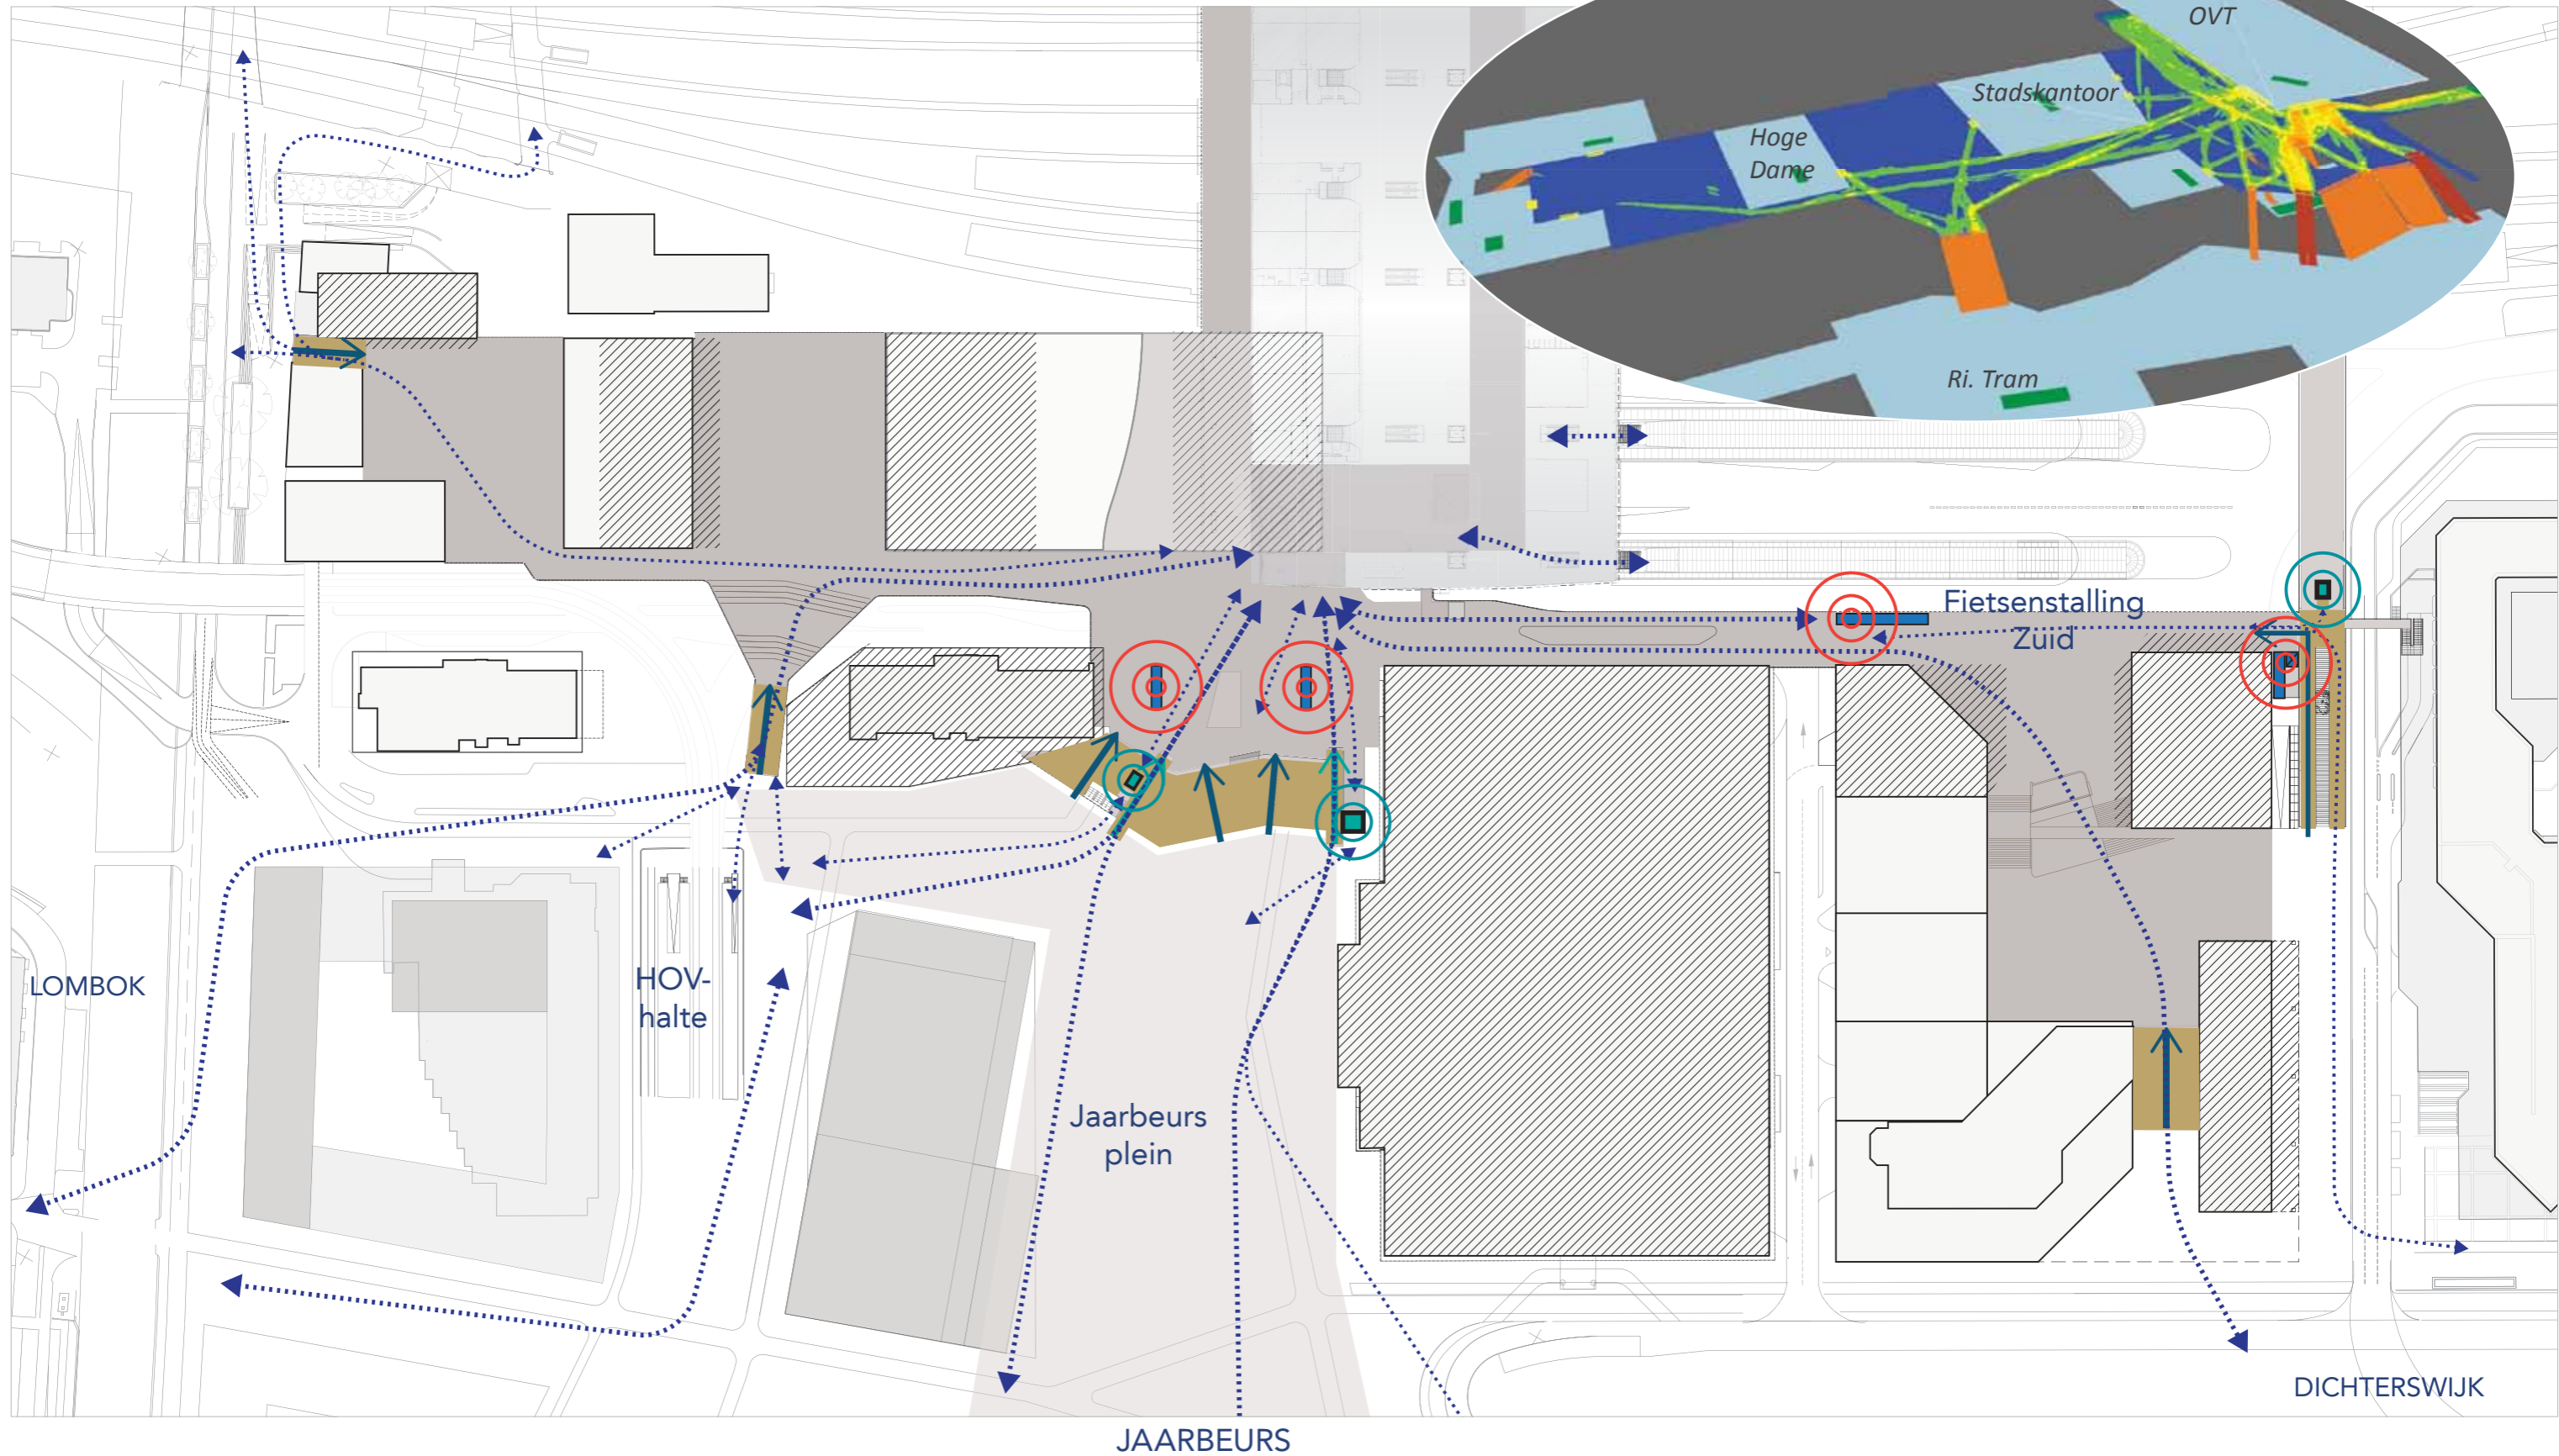 OVT
Stadskantoor
Hoge
Dame
Ri. Tram
Fietsenstalling
Zuid
LOMBOK
HOV-
halte
Jaarbeurs
plein
DICHTERSWIJK
JAARBEURS